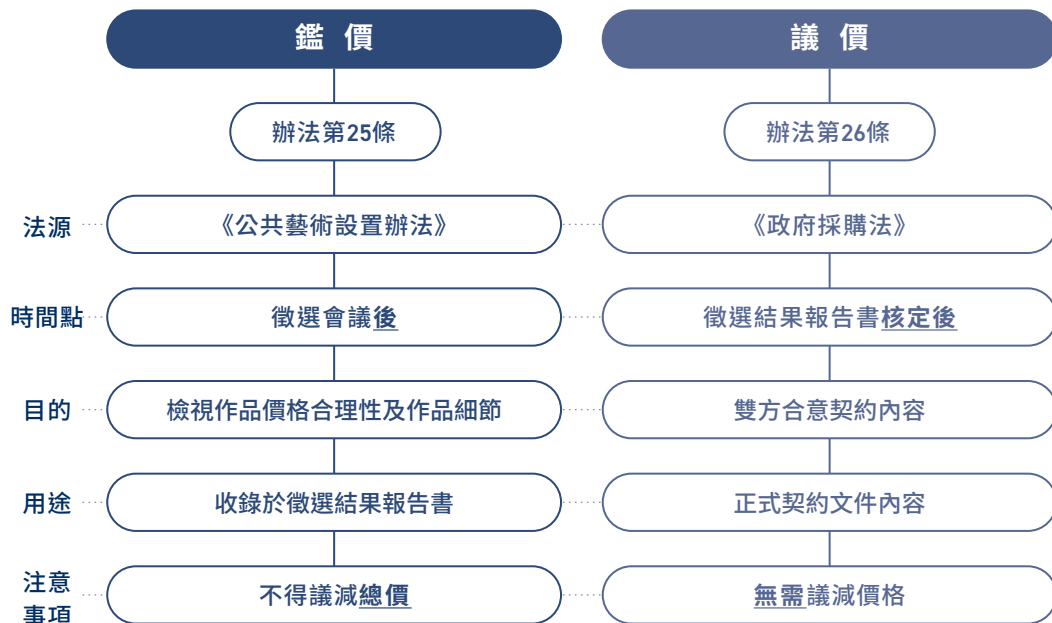 鑑 價
議 價
辦法第25條
辦法第26條
法源
《公共藝術設置辦法》
《政府採購法》
時間點
徵選會議後
徵選結果報告書核定後
目的
檢視作品價格合理性及作品細節
雙方合意契約內容
用途
收錄於徵選結果報告書
正式契約文件內容
注意
事項
不得議減總價
無需議減價格